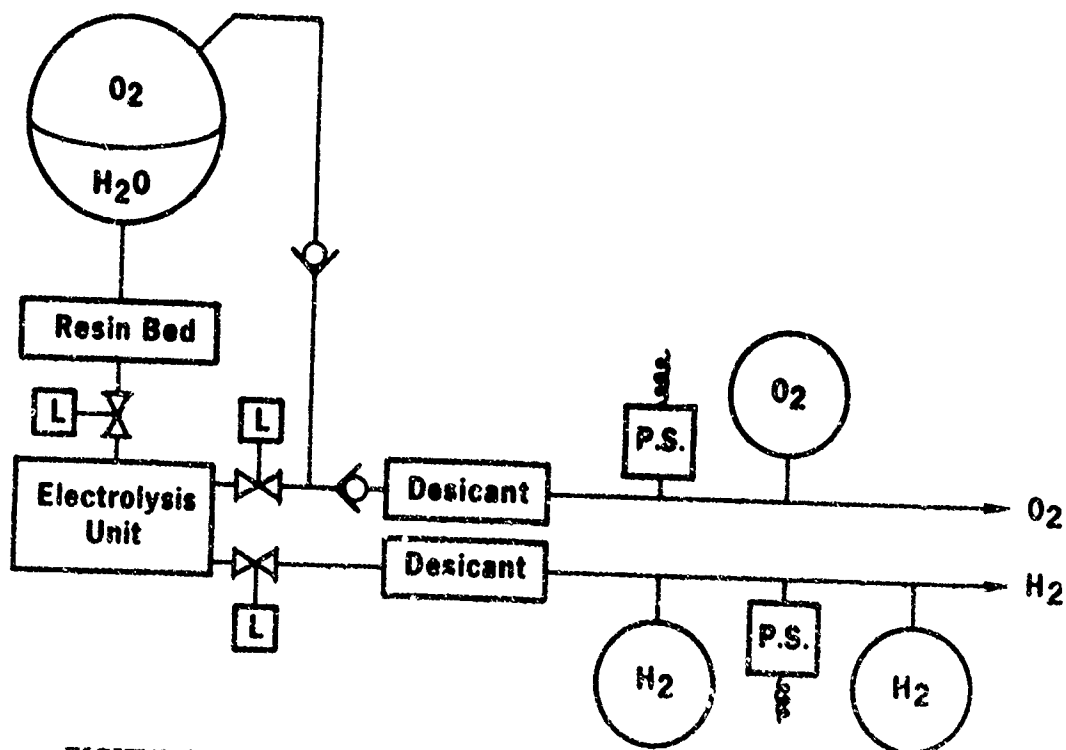 O2
H2O
Resin Bed
L
L
Electrolysis
Unit
Desicant
Desicant
L
P.S.
O2
O2
H2
H2
P.S.
H2